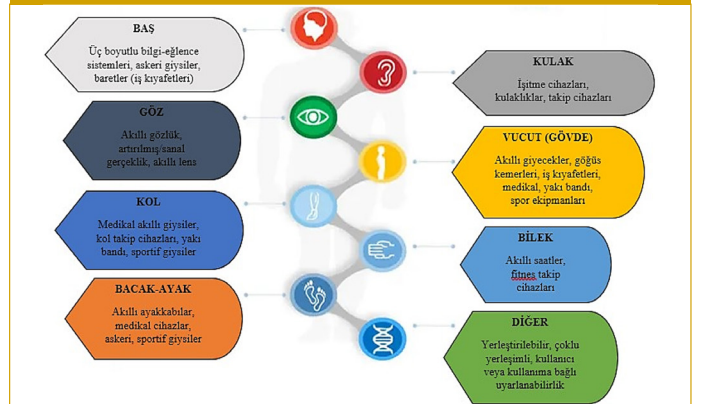 BAŞ
Üç boyutlu bilgi-eğlence
sistemleri, askeri giysiler,
baretler (iş kıyafetleri)
KULAK
İşitme cihazları,
kulaklıklar, takip cihazları
GÖZ
Akıllı gözlük,
artırılmış/sanal
gerçeklik, akıllı lens
VUCUT (GÖVDE)
Akıllı giyecekler, göğüs
kemerleri, iş kıyafetleri,
medikal, yakı bandı,
spor ekipmanları
KOL
Medikal akıllı giysiler,
kol takip cihazları, yakı
bandı, sportif giysiler
BİLEK
Akıllı saatler,
fitnes takip
cihazları
BACAK-AYAK
Akıllı ayakkabılar,
medikal cihazlar,
askeri, sportif giysiler
DİĞER
Yerleştirilebilir, çoklu
yerleşimli, kullanıcı
veya kullanıma bağlı
uyarlanabilirlik